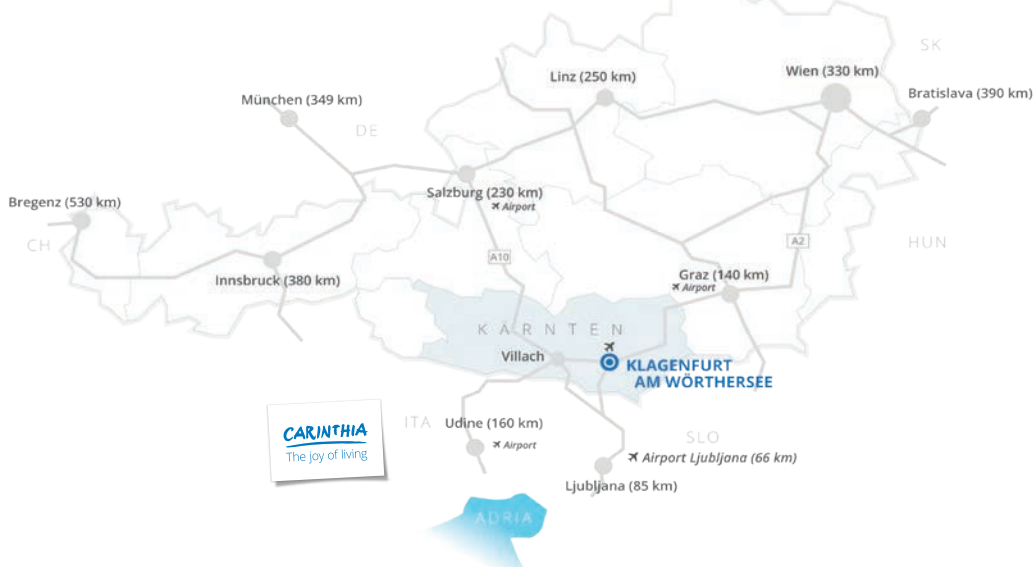 SK
Wien (330 km)
Linz (250 km)
Bratislava (390 km)
München (349 km)
DE
Salzburg (230 km)
Airport
Bregenz (530 km)
CH
A2
HUN
A10
Innsbruck (380 km)
Graz (140 km)
Airport
KÄRNTEN
Villach
KLAGENFURT
AM WÖRTHERSEE
CARINTHIA
The joy of living
ITA
Udine (160 km)
Airport
SLO
Airport Ljubljana (66 km)
Ljubljana (85 km)
ADRIA